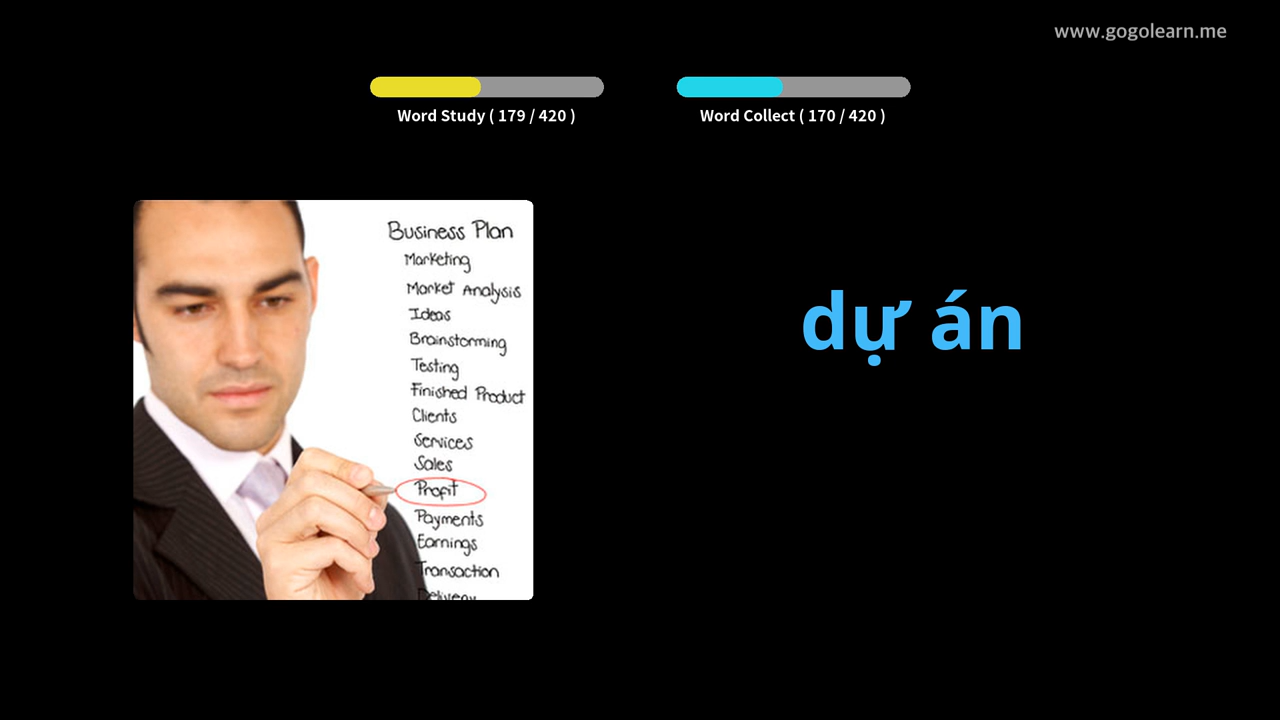 www.gogolearn.me
Word Study ( 179 / 420 )
Word Collect ( 170 / 420 )
Business Plan
Marketing
Market Analysis
Ideas
Brainstorming
Testing
Finished Product
Clients
Services
Sales
Profit
Payments
Earnings
Transaction
Delivery
dự án